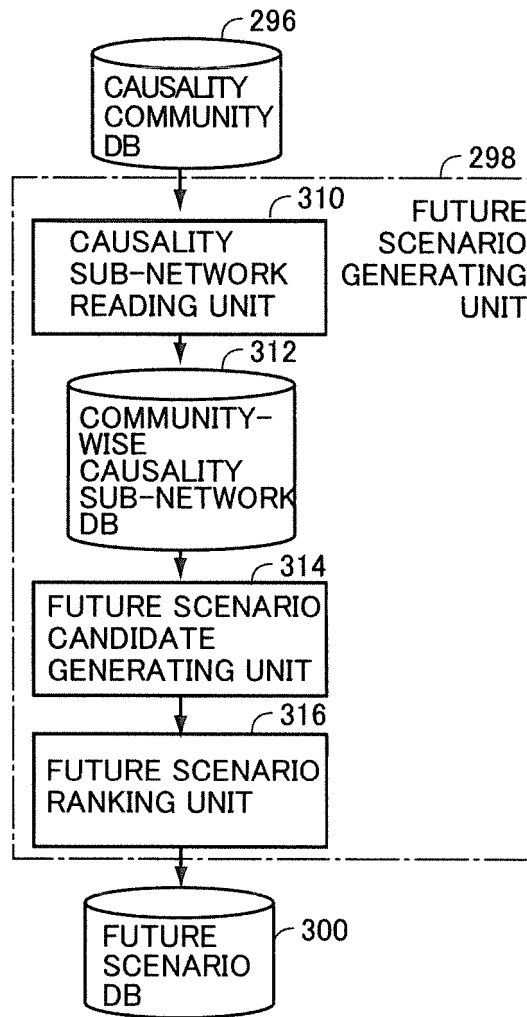 296
CAUSALITY
COMMUNITY
DB
298
310
FUTURE
SCENARIO
GENERATING
UNIT
CAUSALITY
SUB-NETWORK
READING UNIT
312
COMMUNITY-
WISE
CAUSALITY
SUB-NETWORK
DB
314
FUTURE SCENARIO
CANDIDATE
GENERATING UNIT
316
FUTURE SCENARIO
RANKING UNIT
300
FUTURE
SCENARIO
DB